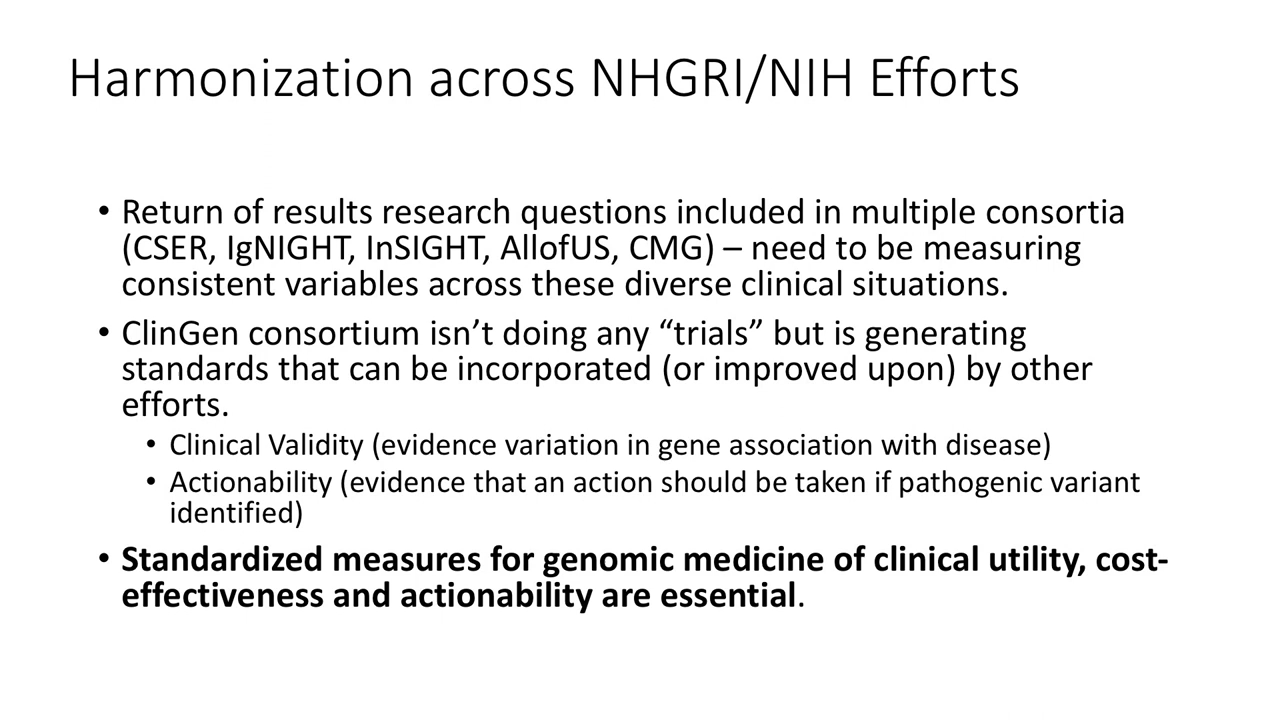 Harmonization across NHGRI/NIH Efforts
• Return of results research questions included in multiple consortia
(CSER, IgNIGHT, InSIGHT, AllofUS, CMG) – need to be measuring
consistent variables across these diverse clinical situations.
• ClinGen consortium isn’t doing any “trials” but is generating
standards that can be incorporated (or improved upon) by other
efforts.
• Clinical Validity (evidence variation in gene association with disease)
• Actionability (evidence that an action should be taken if pathogenic variant
identified)
• Standardized measures for genomic medicine of clinical utility, cost-
effectiveness and actionability are essential.